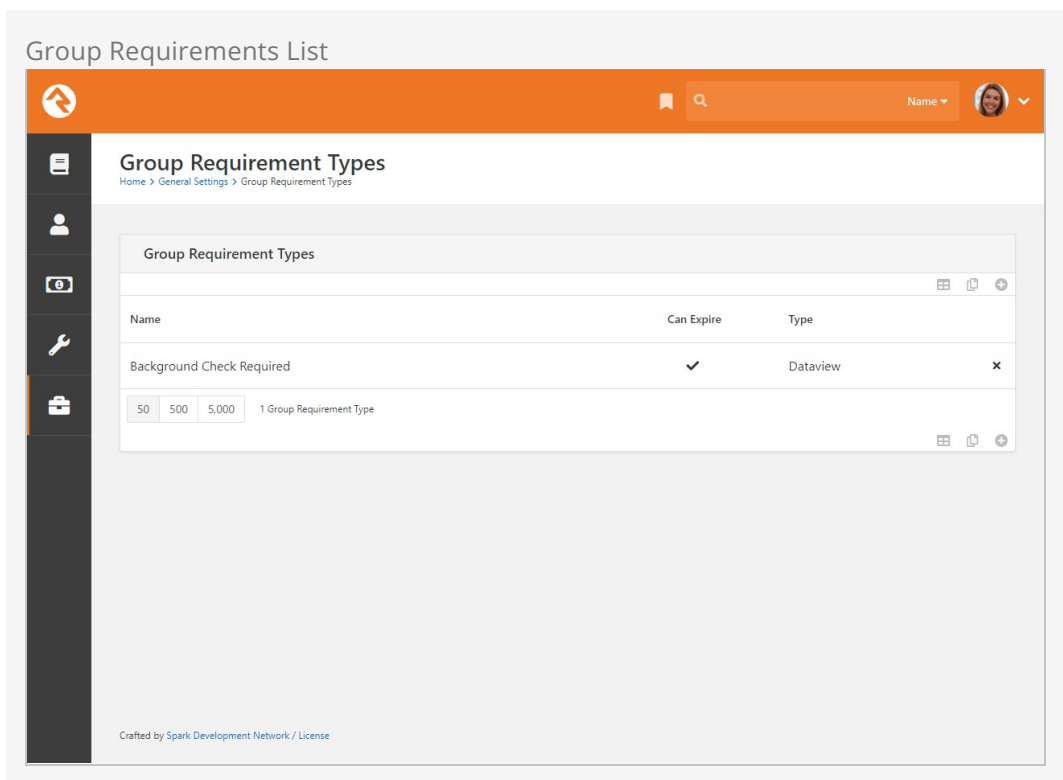 Group Requirements List
Name
Group Requirement Types
Home > General Settings > Group Requirement Types
Group Requirement Types
Name Can Expire Type
Background Check Required Dataview
50 500 5,000 1 Group Requirement Type
Crafted by Spark Development Network / License